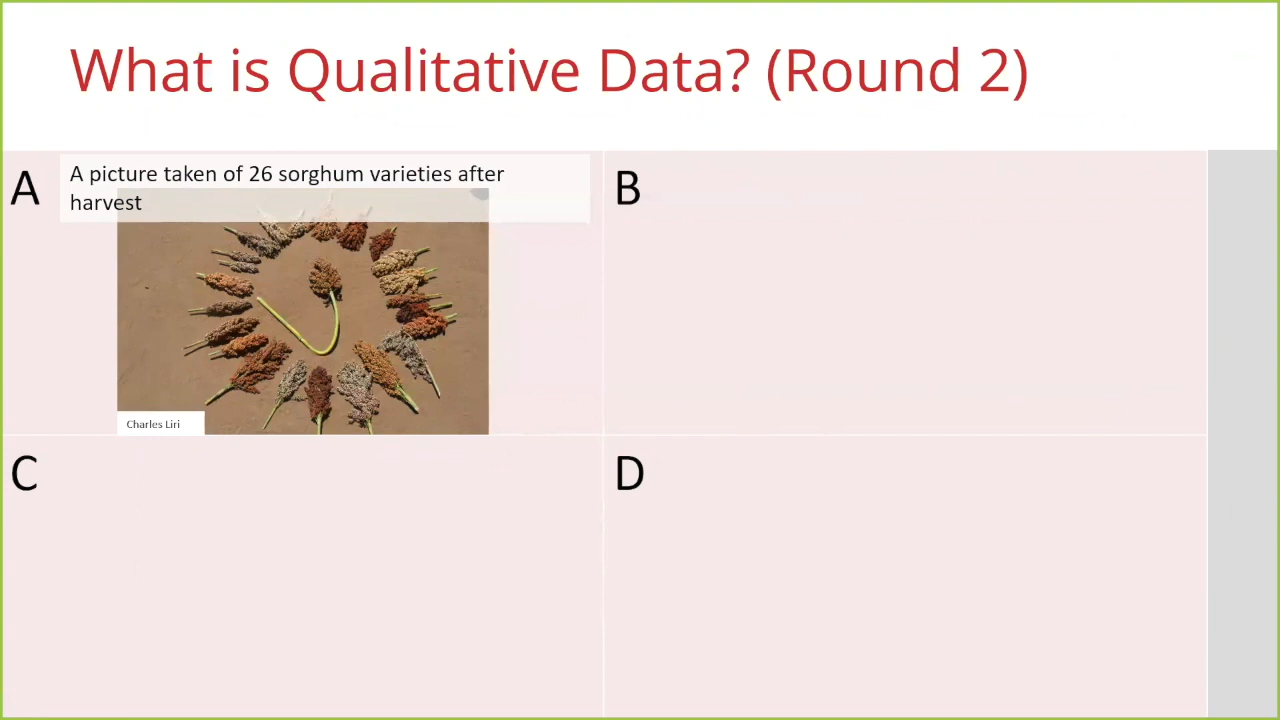 What is Qualitative Data? (Round 2)
A
A picture taken of 26 sorghum varieties after
harvest
Charles Liri
B
C
D